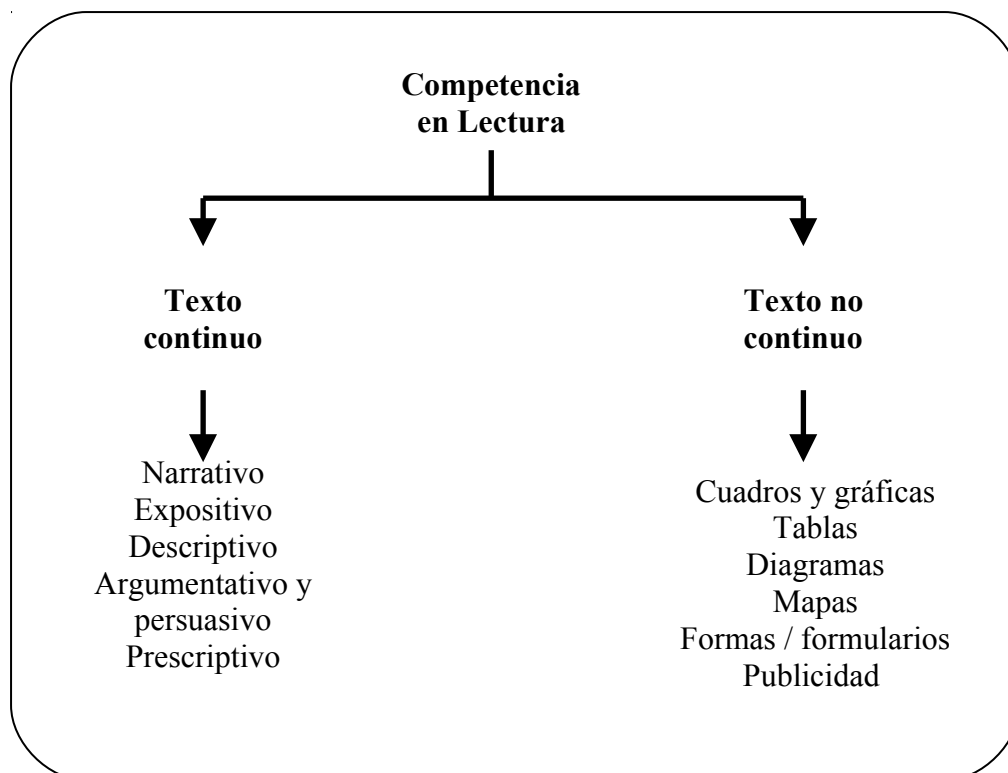 Competencia
en Lectura
Texto
continuo
Narrativo
Expositivo
Descriptivo
Argumentativo y
persuasivo
Prescriptivo
Texto no
continuo
Cuadros y gráficas
Tablas
Diagramas
Mapas
Formas / formularios
Publicidad